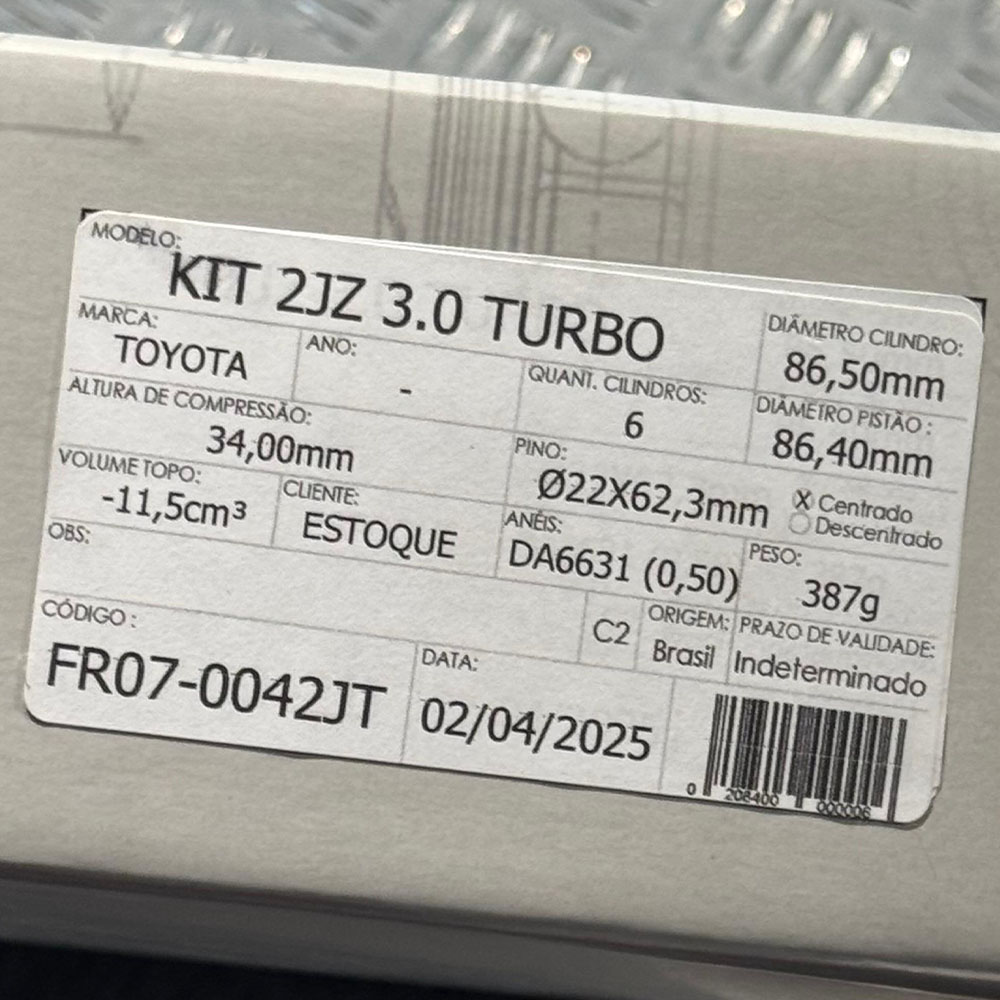 MODELO:
KIT 2JZ 3.0 TURBO
DIÂMETRO CILINDRO:
86,50mm
MARCA:
TOYOTA
ANO:
-
QUANT. CILINDROS:
6
DIÂMETRO PISTÃO :
86,40mm
ALTURA DE COMPRESSÃO:
34,00mm
PINO:
Ø22X62,3mm
X Centrado
Descentrado
VOLUME TOPO:
-11,5cm³
CLIENTE:
ESTOQUE
ANÉIS:
DA6631 (0,50)
PESO:
387g
OBS:
C2
ORIGEM:
Brasil
PRAZO DE VALIDADE:
Indeterminado
CÓDIGO :
FR07-0042JT
DATA:
02/04/2025
0 208400 000006